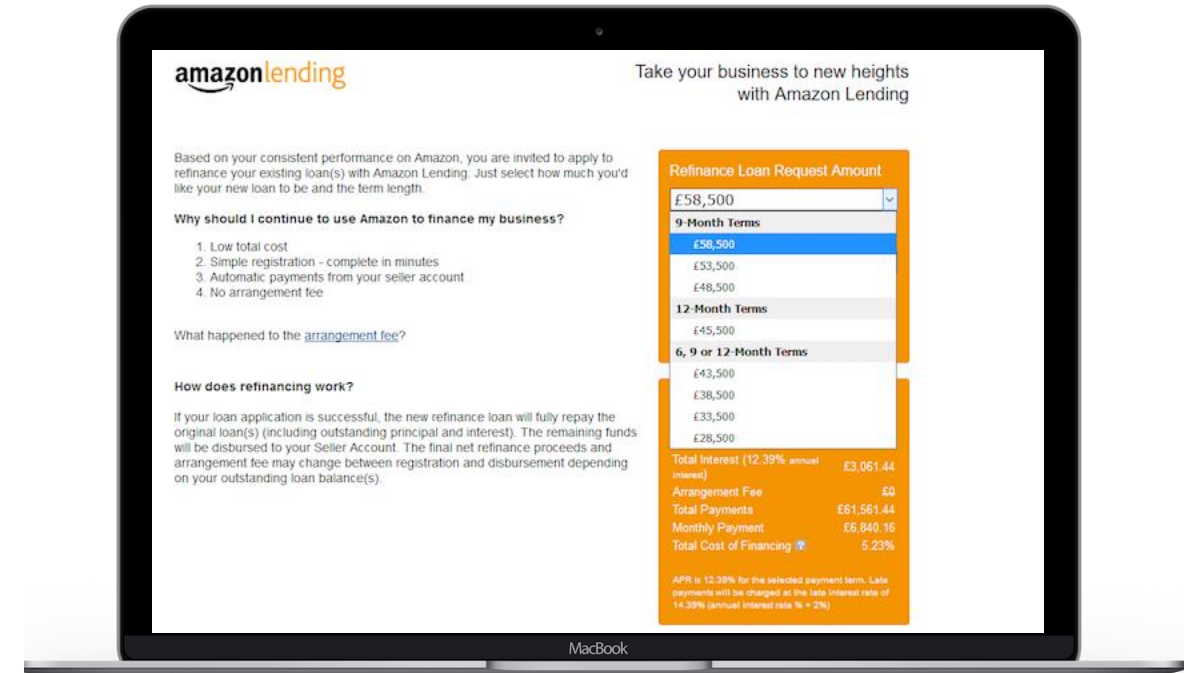 amazonlending
Take your business to new heights
with Amazon Lending
Based on your consistent performance on Amazon, you are invited to apply to
refinance your existing loan(s) with Amazon Lending. Just select how much you'd
like your new loan to be and the term length.
Why should I continue to use Amazon to finance my business?
1. Low total cost
2. Simple registration - complete in minutes
3. Automatic payments from your seller account
4. No arrangement fee
What happened to the arrangement fee?
How does refinancing work?
If your loan application is successful, the new refinance loan will fully repay the
original loan(s) (including outstanding principal and interest). The remaining funds
will be disbursed to your Seller Account. The final net refinance proceeds and
arrangement fee may change between registration and disbursement depending
on your outstanding loan balance(s).
Refinance Loan Request Amount
£58,500
9-Month Terms
£58,500
£53,500
£48,500
12-Month Terms
£45,500
6, 9 or 12-Month Terms
£43,500
£38,500
£33,500
£28,500
Total Interest (12.39% annual
interest) £3,061.44
Arrangement Fee £0
Total Payments £61,561.44
Monthly Payment £6,840.16
Total Cost of Financing ? 5.23%
APR is 12.39% for the selected payment term. Late
payments will be charged at the late interest rate of
14.39% (annual interest rate % + 2%)
MacBook